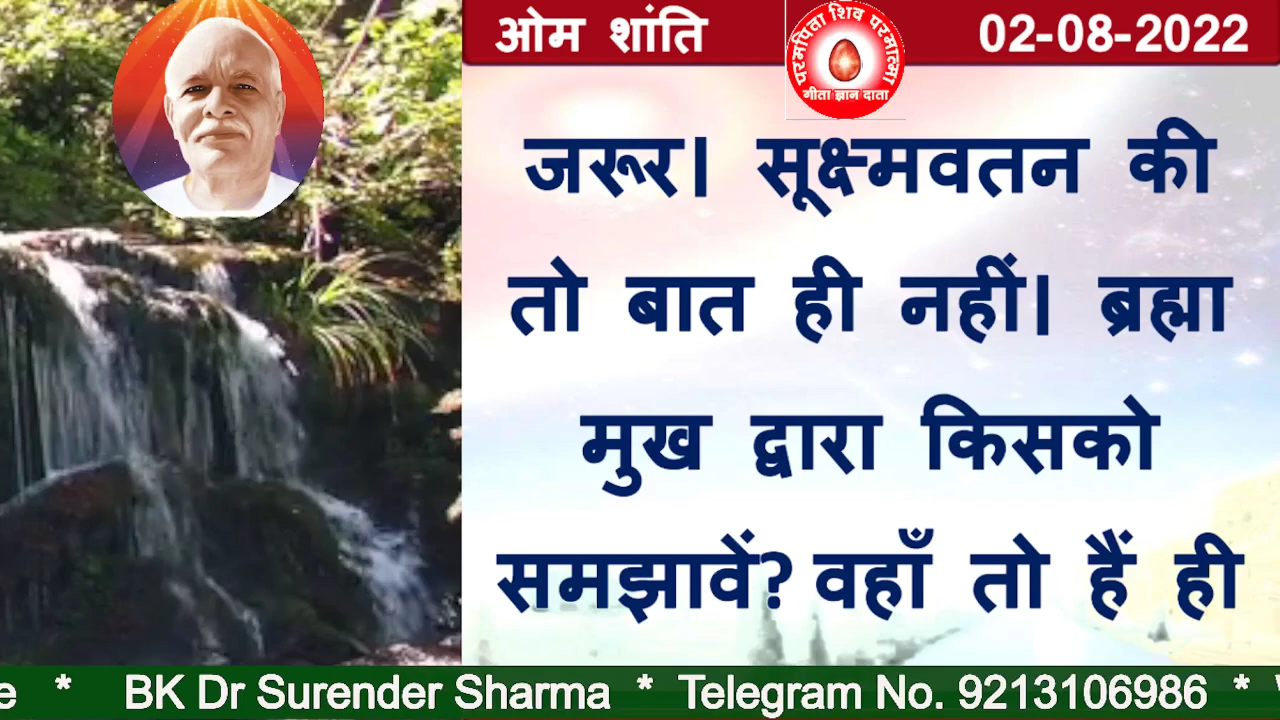 ओम शांति
परमपिता शिव परमात्मा
गीता ज्ञान दाता
02-08-2022
जरूर। सूक्ष्मवतन की
तो बात ही नहीं। ब्रह्मा
मुख द्वारा किसको
समझावें? वहाँ तो हैं ही
e * BK Dr Surender Sharma * Telegram No. 9213106986 *